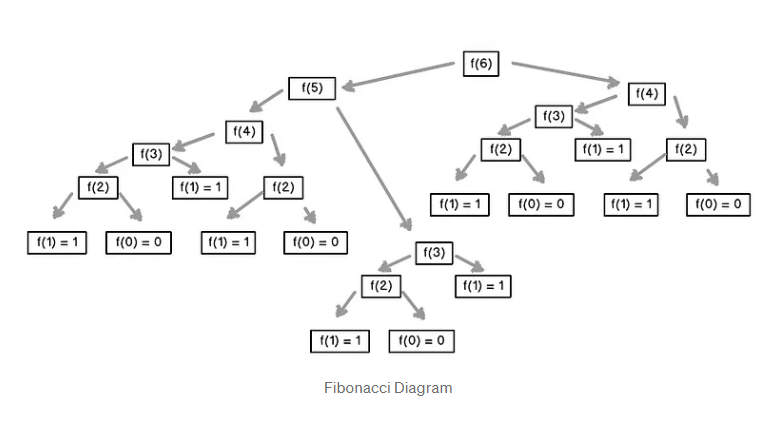 f(6)
f(5)
f(4)
f(3)
f(4)
f(3)
f(2)
f(1) = 1
f(2)
f(2)
f(1) = 1
f(2)
f(1) = 1
f(0) = 0
f(1) = 1
f(0) = 0
f(1) = 1
f(0) = 0
f(1) = 1
f(0) = 0
f(3)
f(2)
f(1) = 1
f(1) = 1
f(0) = 0
Fibonacci Diagram